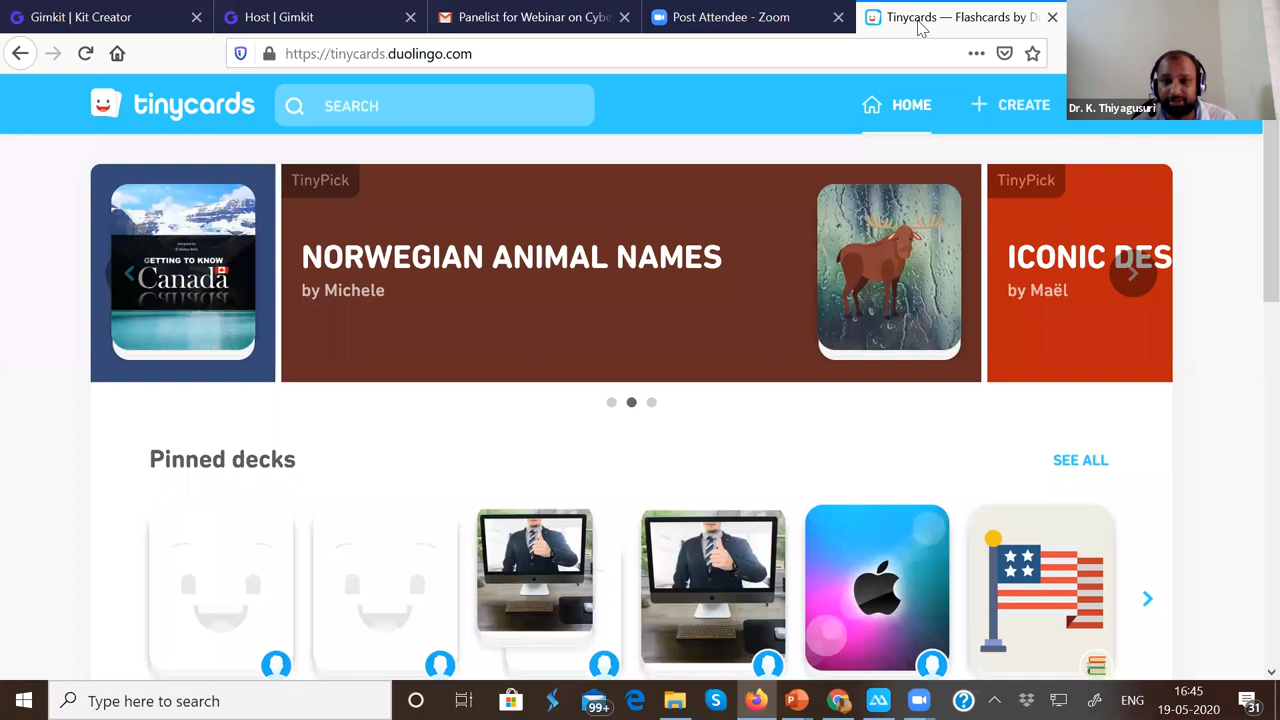 Gimkit | Kit Creator
Host | Gimkit
Panelist for Webinar on Cybe
Post Attendee - Zoom
Tinycards — Flashcards by D
https://tinycards.duolingo.com
tinycards
SEARCH
HOME
CREATE
Dr. K. Thiyagusuri
TinyPick
TinyPick
GETTING TO KNOW
Canada
NORWEGIAN ANIMAL NAMES
by Michele
ICONIC DES
by Maël
Pinned decks
SEE ALL
Type here to search
99+
ENG
16:45
19-05-2020
31